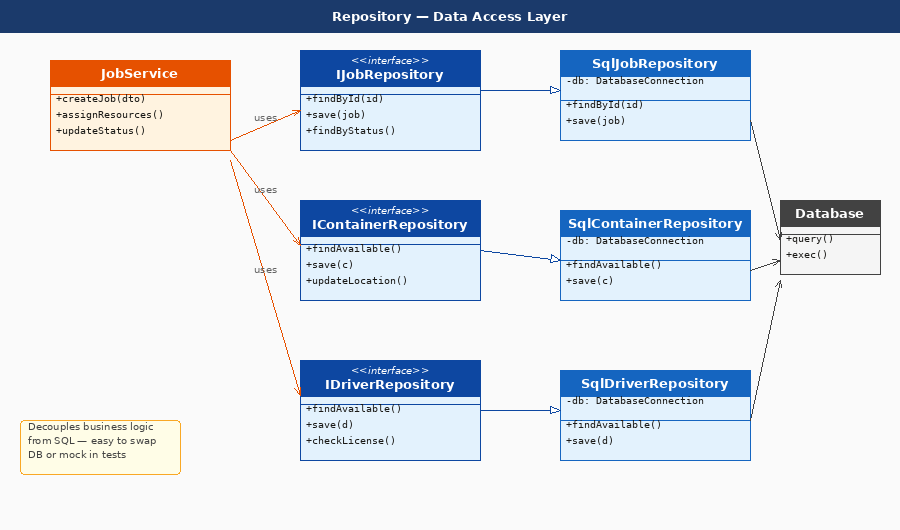 Repository — Data Access Layer
JobService
+createJob(dto)
+assignResources()
+updateStatus()
uses
uses
uses
<<interface>>
IJobRepository
+findById(id)
+save(job)
+findByStatus()
SqlJobRepository
-db: DatabaseConnection
+findById(id)
+save(job)
<<interface>>
IContainerRepository
+findAvailable()
+save(c)
+updateLocation()
SqlContainerRepository
-db: DatabaseConnection
+findAvailable()
+save(c)
Database
+query()
+exec()
<<interface>>
IDriverRepository
+findAvailable()
+save(d)
+checkLicense()
SqlDriverRepository
-db: DatabaseConnection
+findAvailable()
+save(d)
Decouples business logic
from SQL — easy to swap
DB or mock in tests